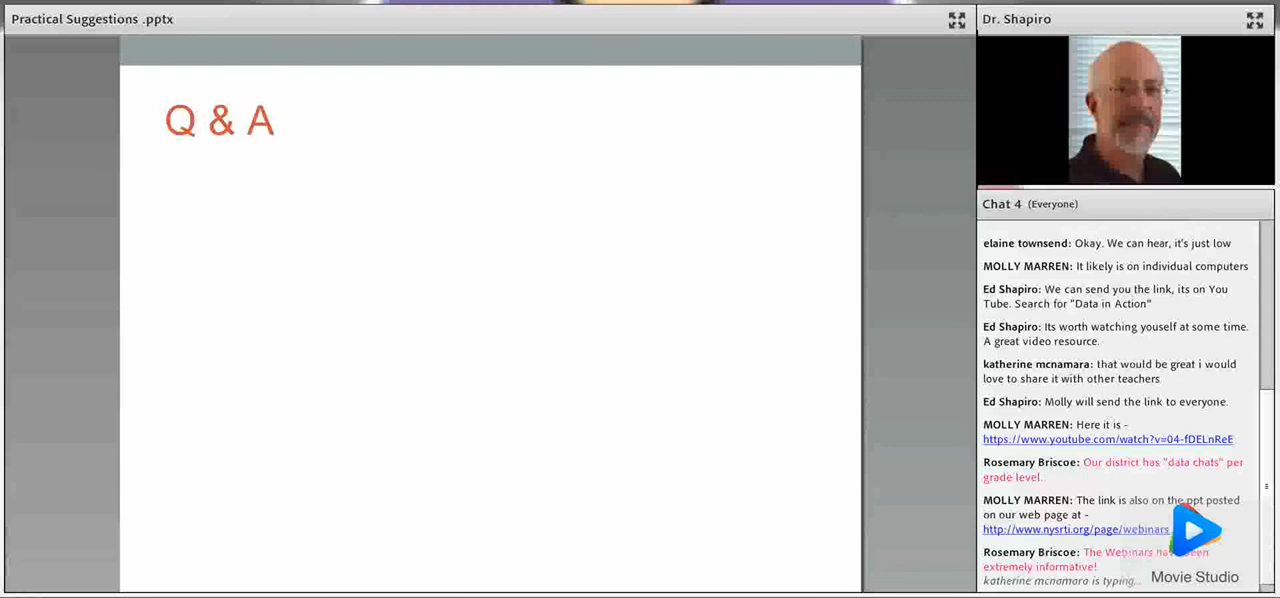 Practical Suggestions .pptx
Q & A
Dr. Shapiro
Chat 4 (Everyone)
elaine townsend: Okay. We can hear, it's just low
MOLLY MARREN: It likely is on individual computers
Ed Shapiro: We can send you the link, its on You
Tube. Search for "Data in Action"
Ed Shapiro: Its worth watching youself at some time.
A great video resource.
katherine mcnamara: that would be great i would
love to share it with other teachers
Ed Shapiro: Molly will send the link to everyone.
MOLLY MARREN: Here it is -
https://www.youtube.com/watch?v=04-fDELnReE
Rosemary Briscoe: Our district has "data chats" per
grade level.
MOLLY MARREN: The link is also on the ppt posted
on our web page at -
http://www.nysrti.org/page/webinars
Rosemary Briscoe: The Webinars have been
extremely informative!
katherine mcnamara is typing...
Movie Studio